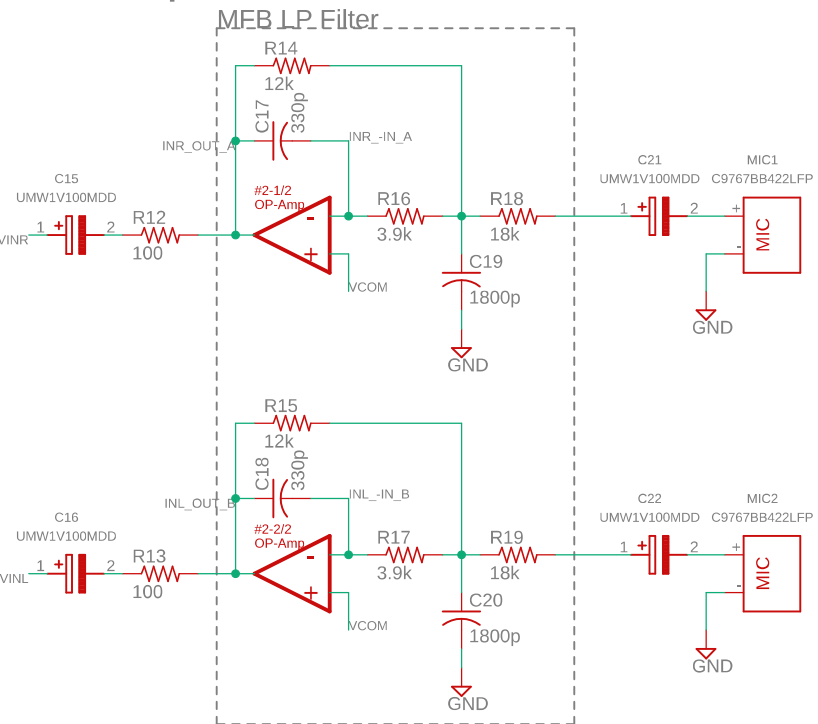 MFB LP Filter
R14
12k
C17
330p
INR_OUT_A
INR_-IN_A
C15
UMW1V100MDD
1
2
VINR
R12
100
#2-1/2
OP-Amp
-
+
VCOM
R16
3.9k
R18
18k
C19
1800p
GND
C21
UMW1V100MDD
1
2
MIC1
C9767BB422LFP
+
-
MIC
GND
R15
12k
C18
330p
INL_OUT_B
INL_-IN_B
C16
UMW1V100MDD
1
2
VINL
R13
100
#2-2/2
OP-Amp
-
+
VCOM
R17
3.9k
R19
18k
C20
1800p
GND
C22
UMW1V100MDD
1
2
MIC2
C9767BB422LFP
+
-
MIC
GND